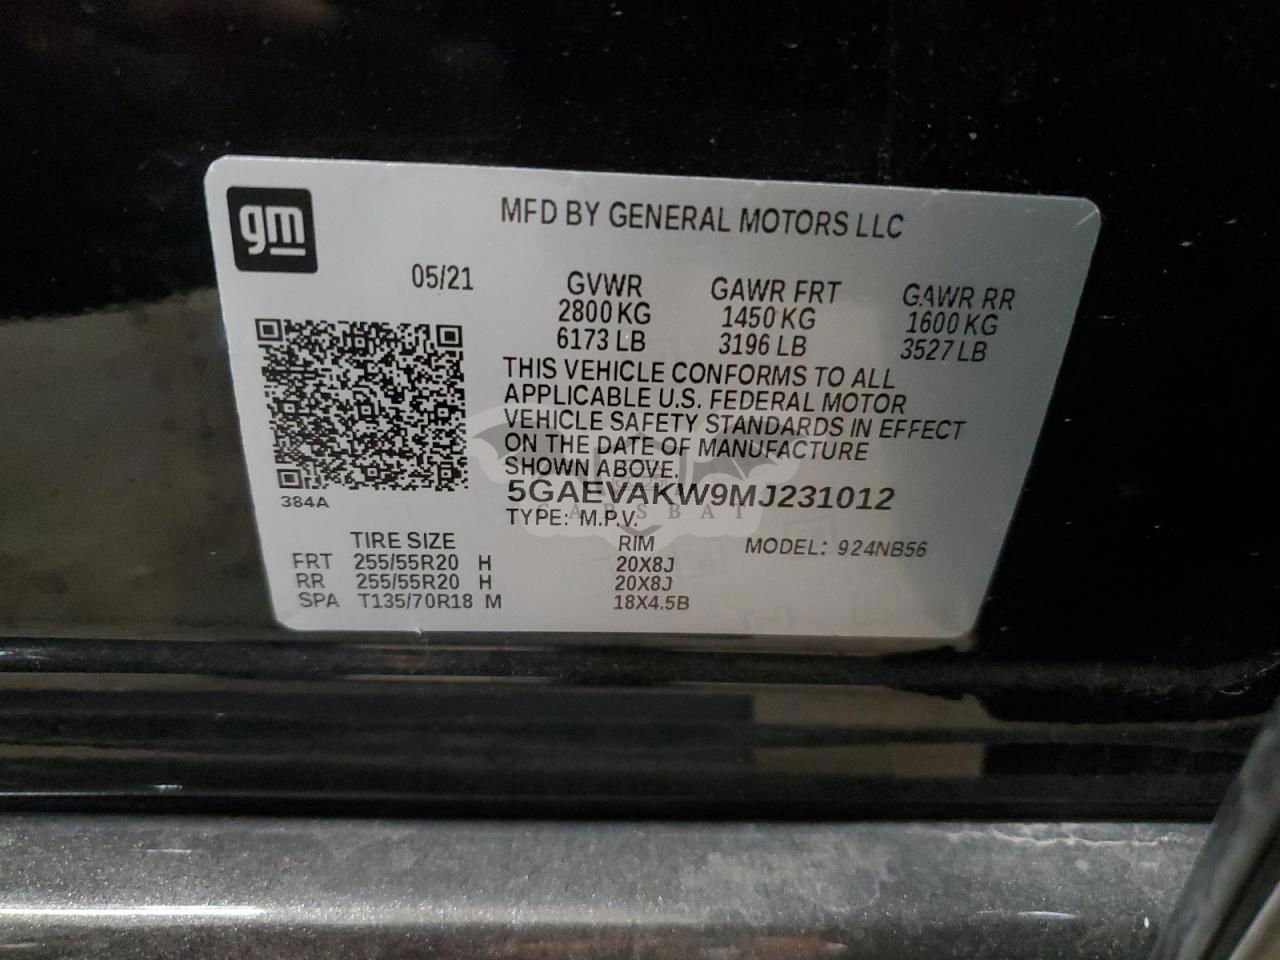 gm
MFD BY GENERAL MOTORS LLC
05/21 GVWR GAWR FRT GAWR RR
2800 KG 1450 KG 1600 KG
6173 LB 3196 LB 3527 LB
THIS VEHICLE CONFORMS TO ALL
APPLICABLE U.S. FEDERAL MOTOR
VEHICLE SAFETY STANDARDS IN EFFECT
ON THE DATE OF MANUFACTURE
SHOWN ABOVE.
384A 5GAEVAKW9MJ231012
CARSBAT
TYPE: M.P.V.
TIRE SIZE RIM MODEL: 924NB56
FRT 255/55R20 H 20X8J
RR 255/55R20 H 20X8J
SPA T135/70R18 M 18X4.5B